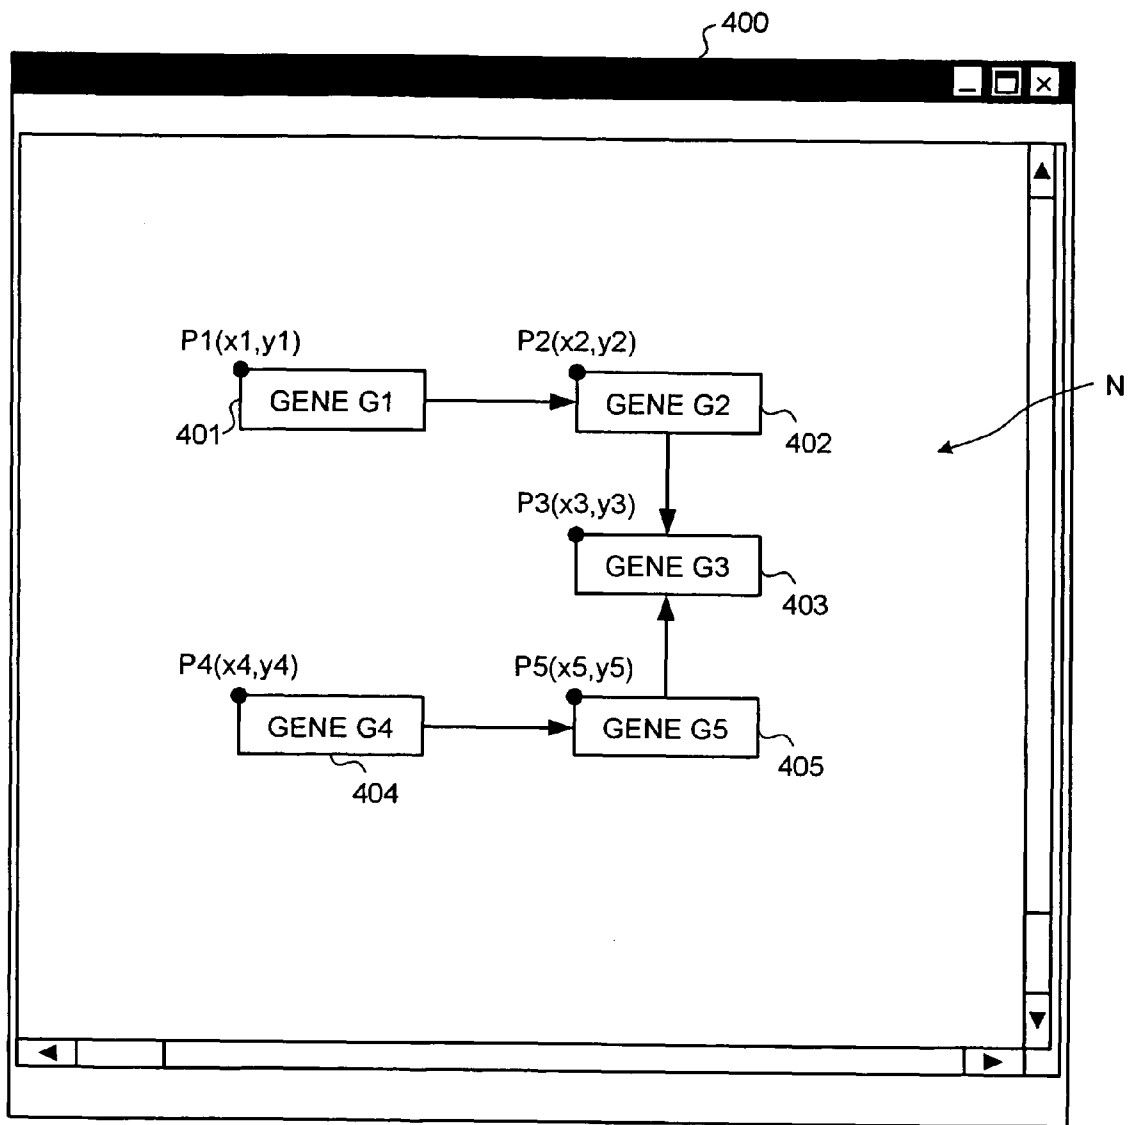 400
P1(x1,y1)
P2(x2,y2)
N
GENE G1
GENE G2
401
402
P3(x3,y3)
GENE G3
403
P4(x4,y4)
P5(x5,y5)
GENE G4
GENE G5
404
405